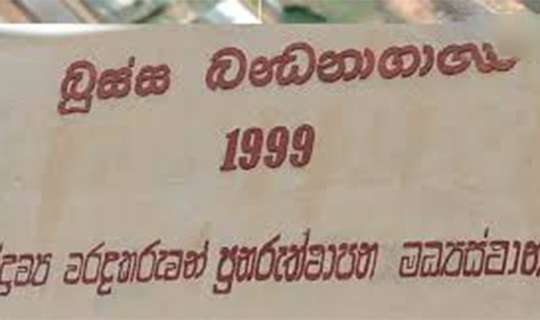 බූස්ස බන්ධනාගාරය
1999
වරදකරුවන් පුනරුත්ථාපන මධ්‍යස්ථාන